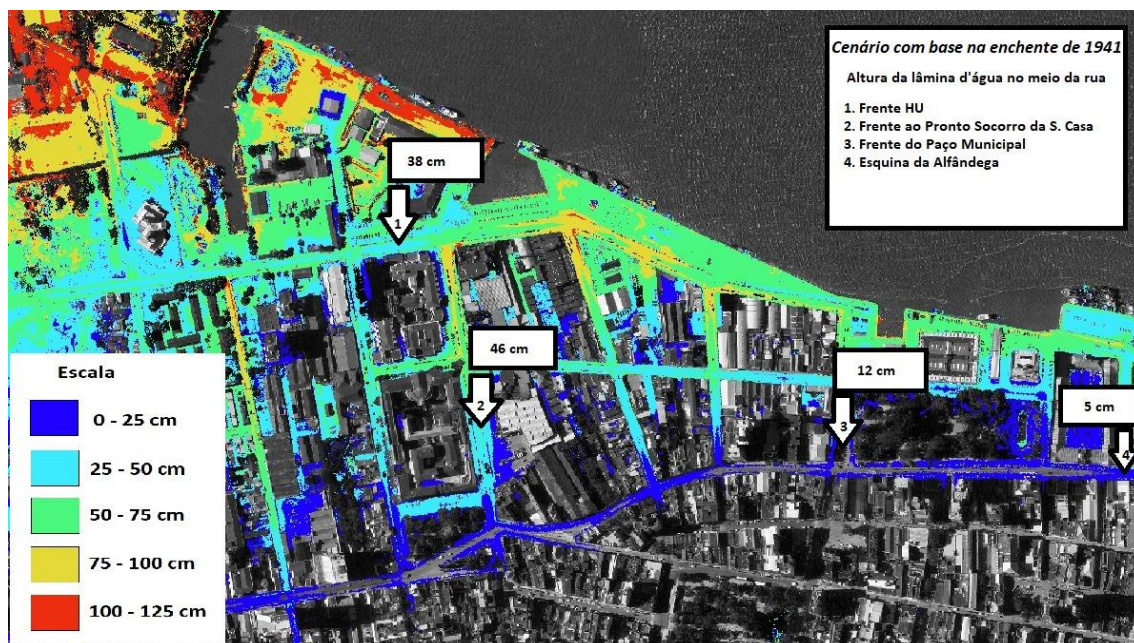 Cenário com base na enchente de 1941
Altura da lâmina d'água no meio da rua
1. Frente HU
2. Frente ao Pronto Socorro da S. Casa
3. Frente do Paço Municipal
4. Esquina da Alfândega
38 cm
1
46 cm
2
12 cm
3
5 cm
4
Escala
0 - 25 cm
25 - 50 cm
50 - 75 cm
75 - 100 cm
100 - 125 cm